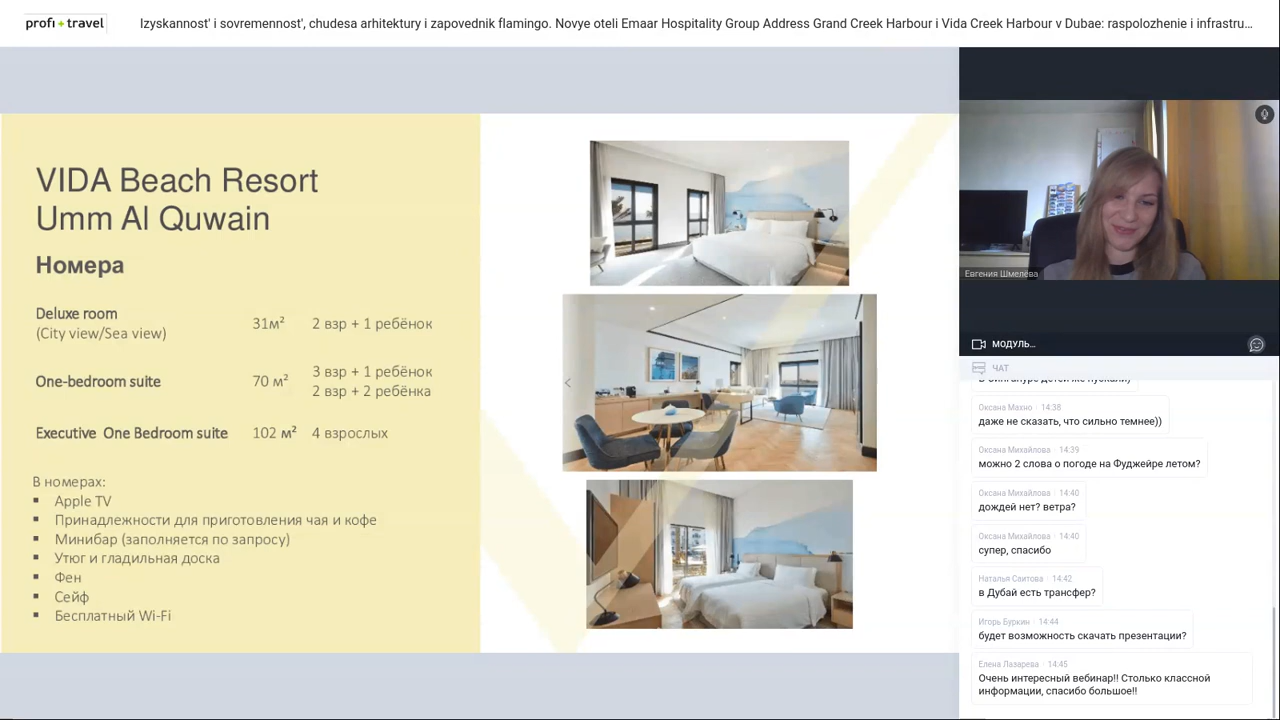 profi travel
Izyskannost' i sovremennost', chudesa arhitektury i zapovednik flamingo. Novye oteli Emaar Hospitality Group Address Grand Creek Harbour i Vida Creek Harbour v Dubae: raspolozhenie i infrastru...
VIDA Beach Resort
Umm Al Quwain
Номера
Deluxe room
(City view/Sea view)
31м² 2 взр + 1 ребёнок
One-bedroom suite 70 м² 3 взр + 1 ребёнок
2 взр + 2 ребёнка
Executive One Bedroom suite 102 м² 4 взрослых
В номерах:
▪ Apple TV
▪ Принадлежности для приготовления чая и кофе
▪ Минибар (заполняется по запросу)
▪ Утюг и гладильная доска
▪ Фен
▪ Сейф
▪ Бесплатный Wi-Fi
Евгения Шмелёва
МОДУЛЬ...
ЧАТ
Оксана Махно · 14:38
даже не сказать, что сильно темнее))
Оксана Михайлова · 14:39
можно 2 слова о погоде на Фуджейре летом?
Оксана Михайлова · 14:40
дождей нет? ветра?
Оксана Михайлова · 14:40
супер, спасибо
Наталья Саитова · 14:42
в Дубай есть трансфер?
Игорь Буркин · 14:44
будет возможность скачать презентации?
Елена Лазарева · 14:45
Очень интересный вебинар!! Столько классной
информации, спасибо большое!!